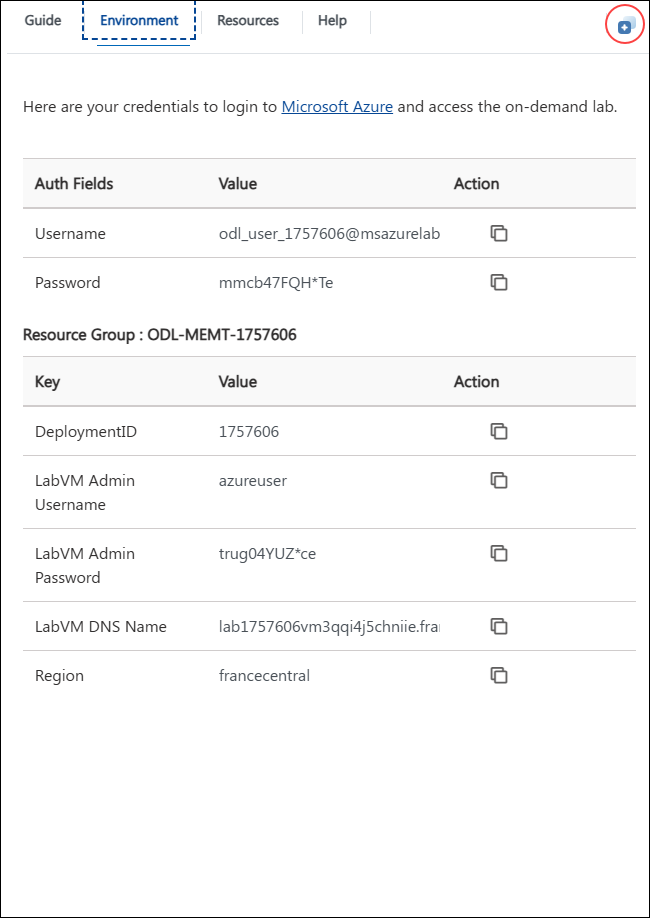 Guide Environment Resources Help
Here are your credentials to login to Microsoft Azure and access the on-demand lab.
Auth Fields Value Action
Username odl_user_1757606@msazurelab
Password mmcb47FQH*Te
Resource Group : ODL-MEMT-1757606
Key Value Action
DeploymentID 1757606
LabVM Admin azureuser
Username
LabVM Admin trug04YUZ*ce
Password
LabVM DNS Name lab1757606vm3qqi4j5chniie.fra
Region francecentral